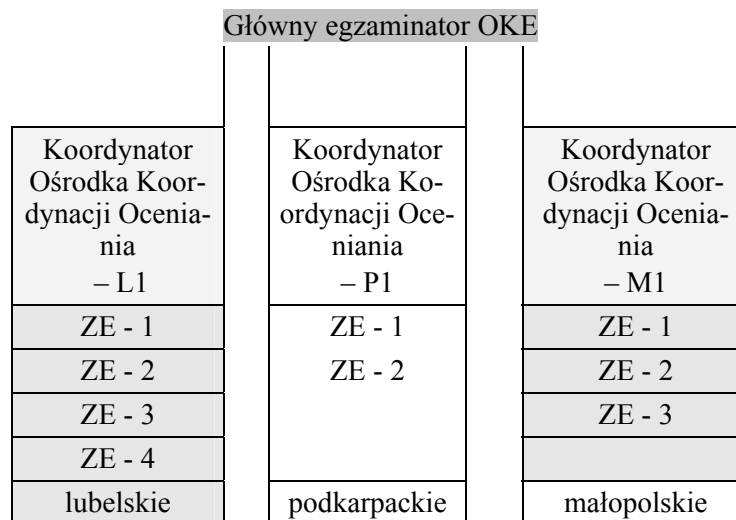 Główny egzaminator OKE
Koordynator
Ośrodka Koor-
dynacji Ocenia-
nia
– L1
ZE - 1
ZE - 2
ZE - 3
ZE - 4
lubelskie
Koordynator
Ośrodka Ko-
ordynacji Oce-
niania
– P1
ZE - 1
ZE - 2
podkarpackie
Koordynator
Ośrodka Koor-
dynacji Ocenia-
nia
– M1
ZE - 1
ZE - 2
ZE - 3
małopolskie